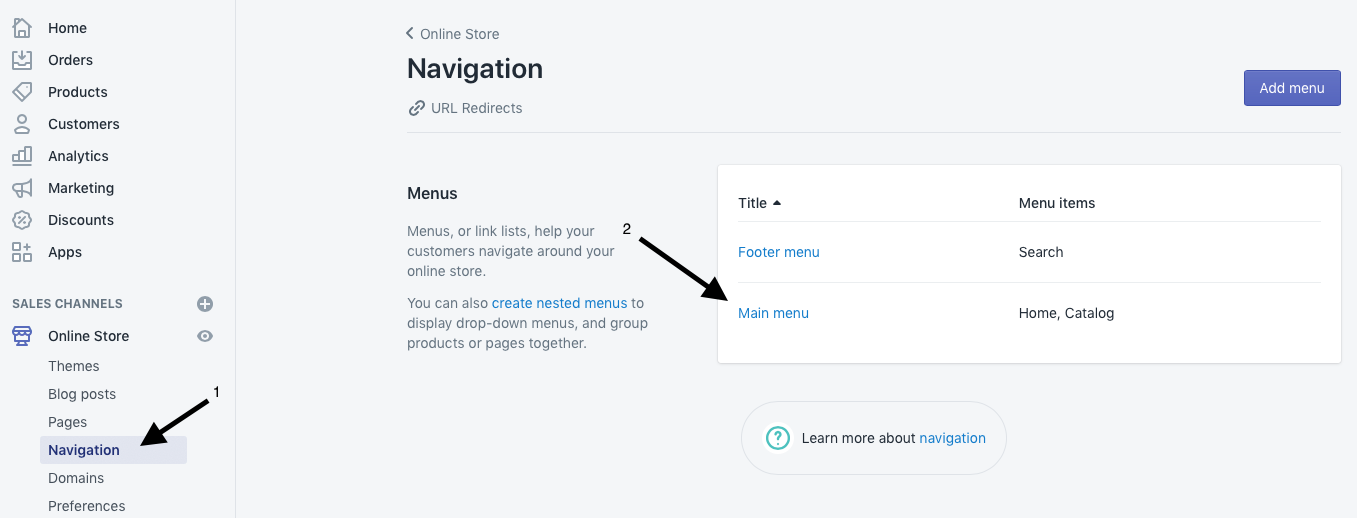 Home
Orders
Products
Customers
Analytics
Marketing
Discounts
Apps
SALES CHANNELS
Online Store
Themes
Blog posts
1
Pages
Navigation
Domains
Preferences
Online Store
Navigation
URL Redirects
Add menu
Menus
Menus, or link lists, help your
customers navigate around your
online store.
You can also create nested menus to
display drop-down menus, and group
products or pages together.
2
Title Menu items
Footer menu Search
Main menu Home, Catalog
Learn more about navigation